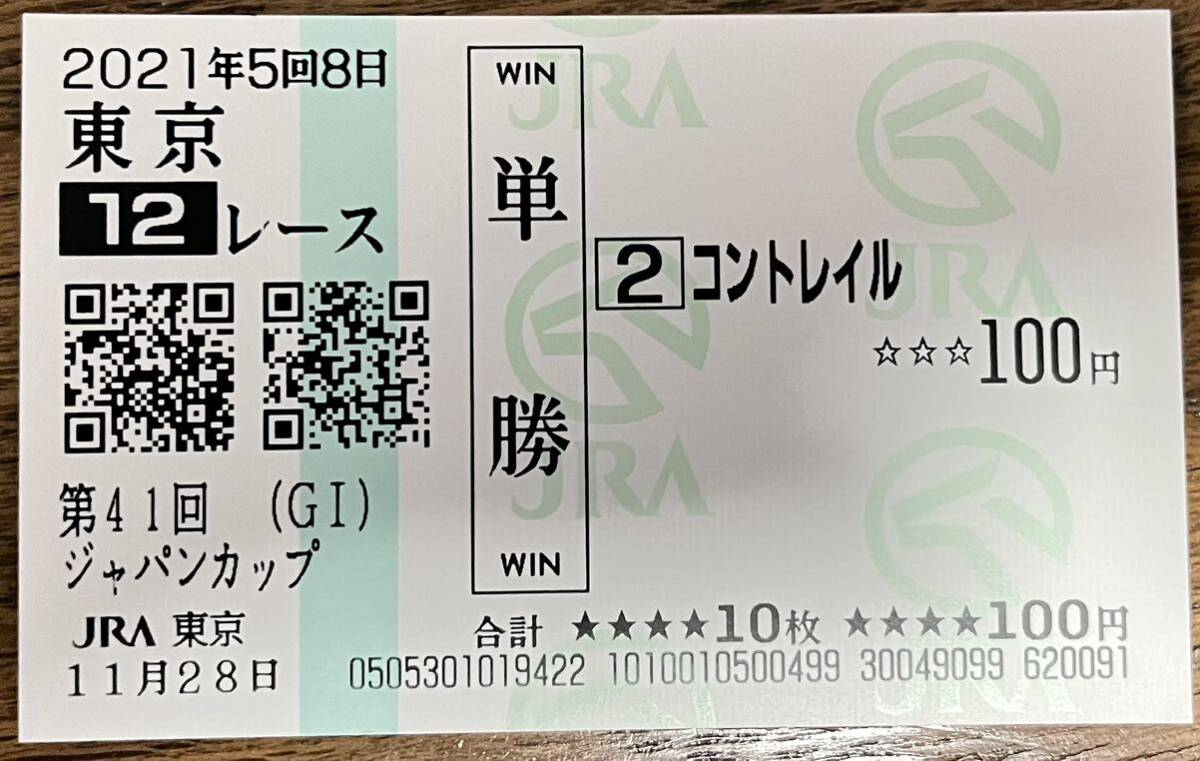 2021年5回8日
東京
12レース
第41回 (GI)
ジャパンカップ
JRA 東京
11月28日
WIN
単勝
WIN
2 コントレイル
☆☆☆100円
合計 ★★★★10枚 ★★★★100円
0505301019422 1010010500499 30049099 620091
JRA
JRA
JRA
JRA